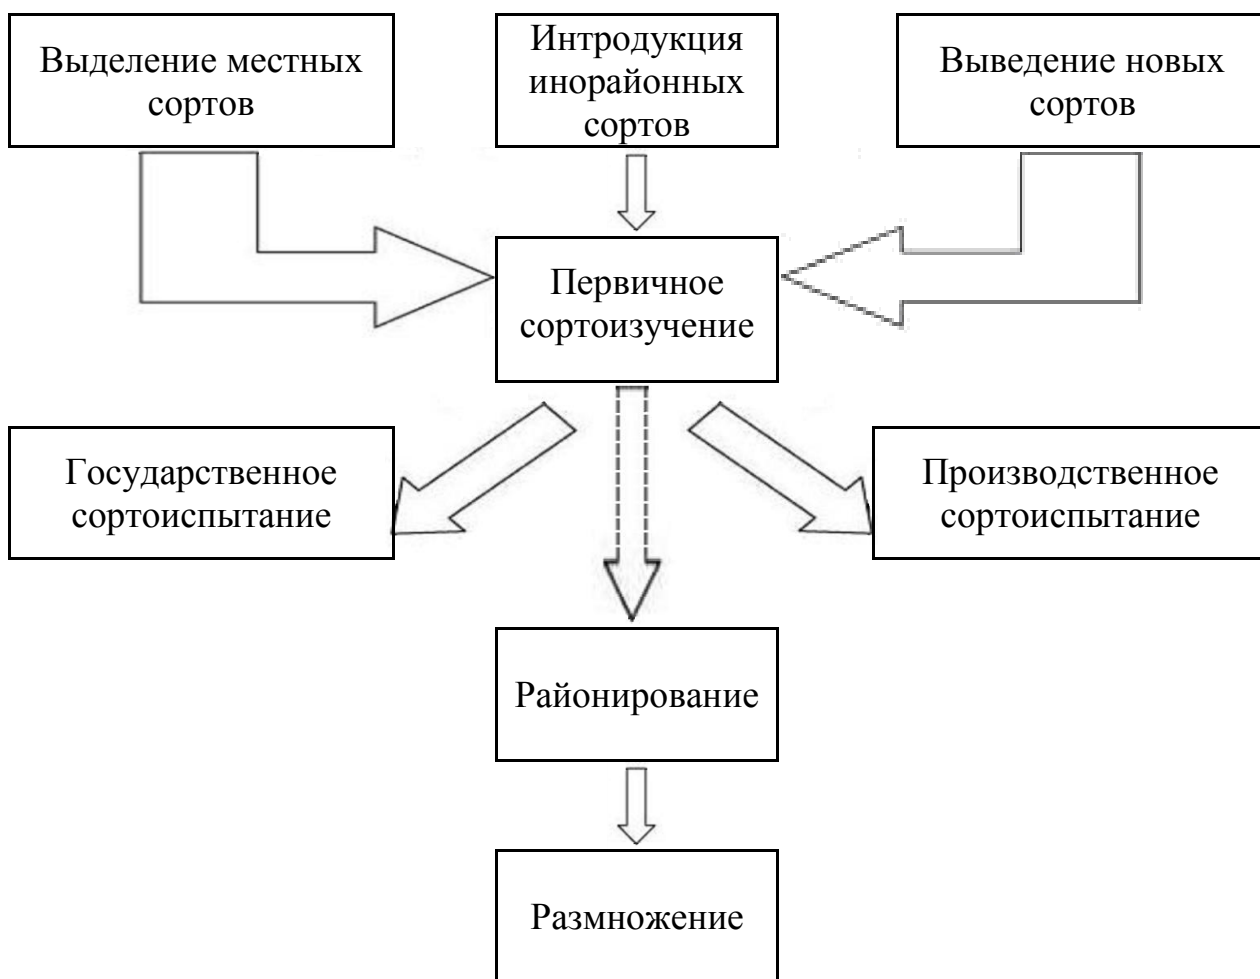 Выделение местных
сортов
Интродукция
инорайонных
сортов
Выведение новых
сортов
Первичное
сортоизучение
Государственное
сортоиспытание
Производственное
сортоиспытание
Районирование
Размножение